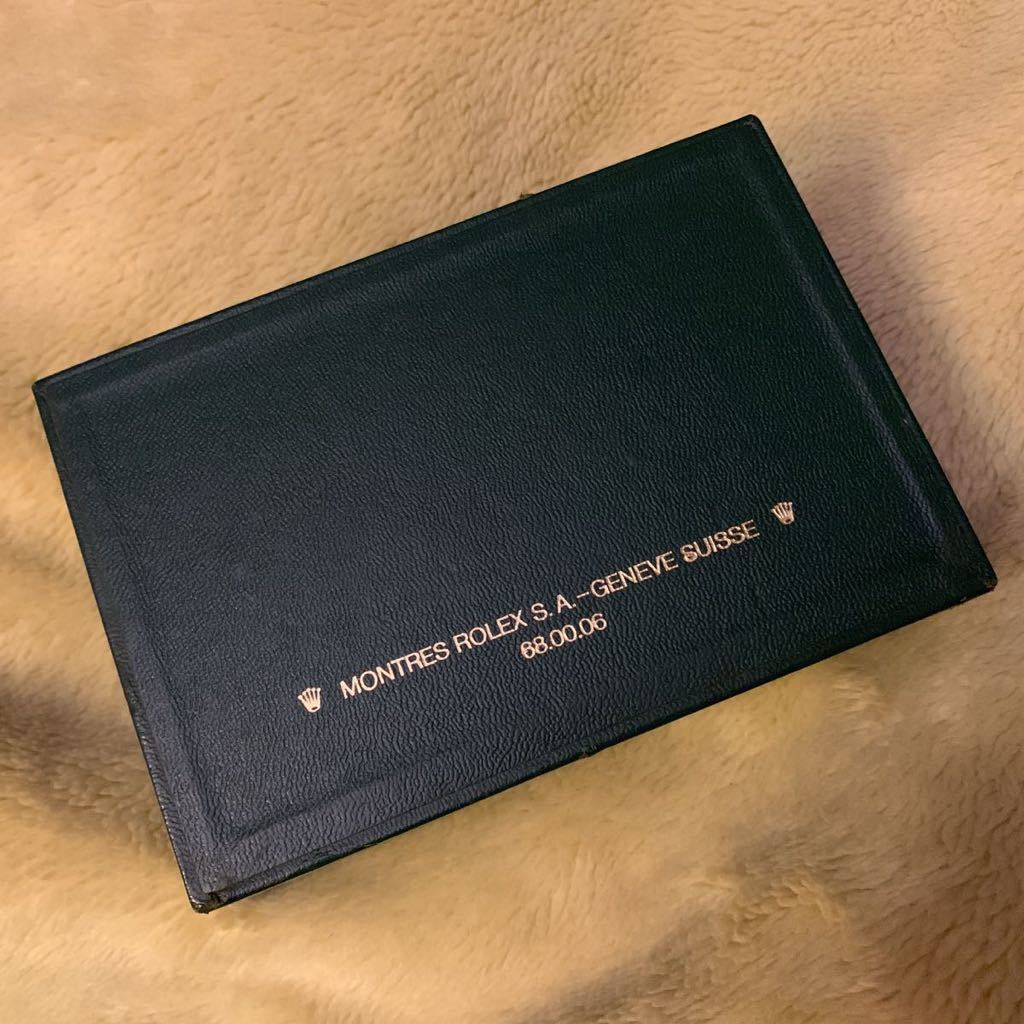 MONTRES ROLEX S. A.-GENEVE SUISSE
68.00.06